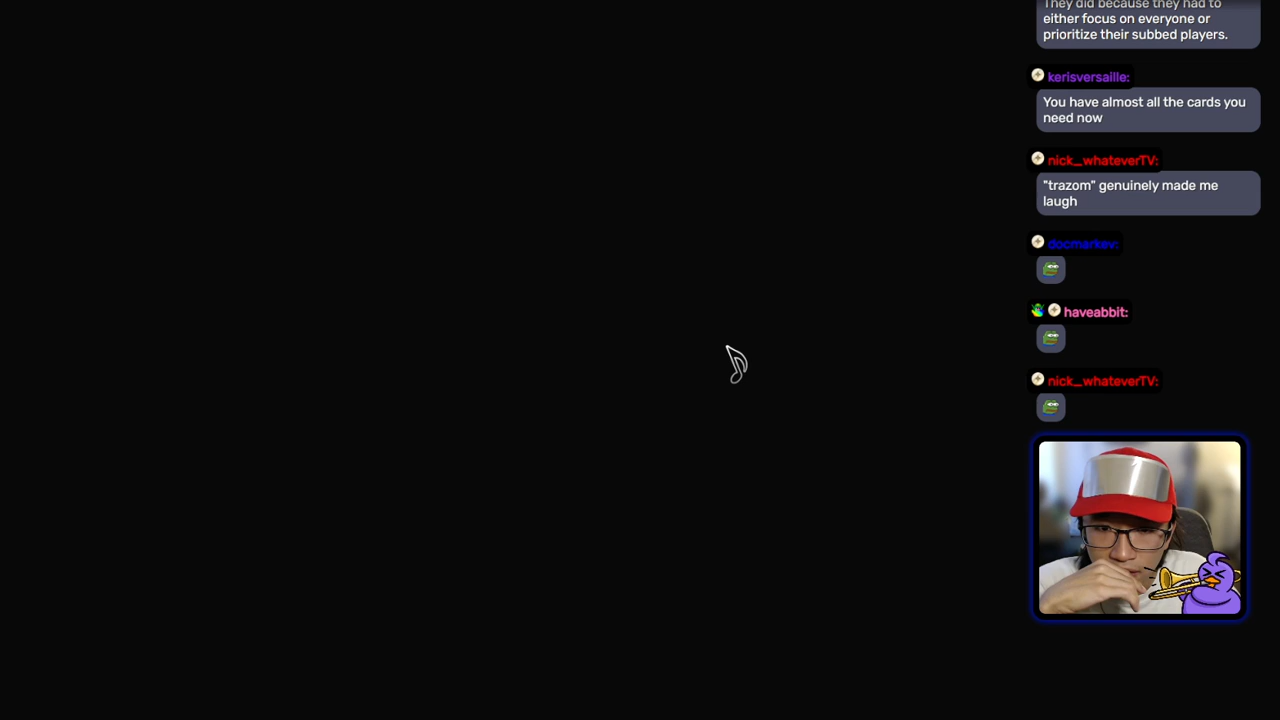 They did because they had to
either focus on everyone or
prioritize their subbed players.
kerisversaille:
You have almost all the cards you
need now
nick_whateverTV:
"trazom" genuinely made me
laugh
docmarkev:
haveabbit:
nick_whateverTV: